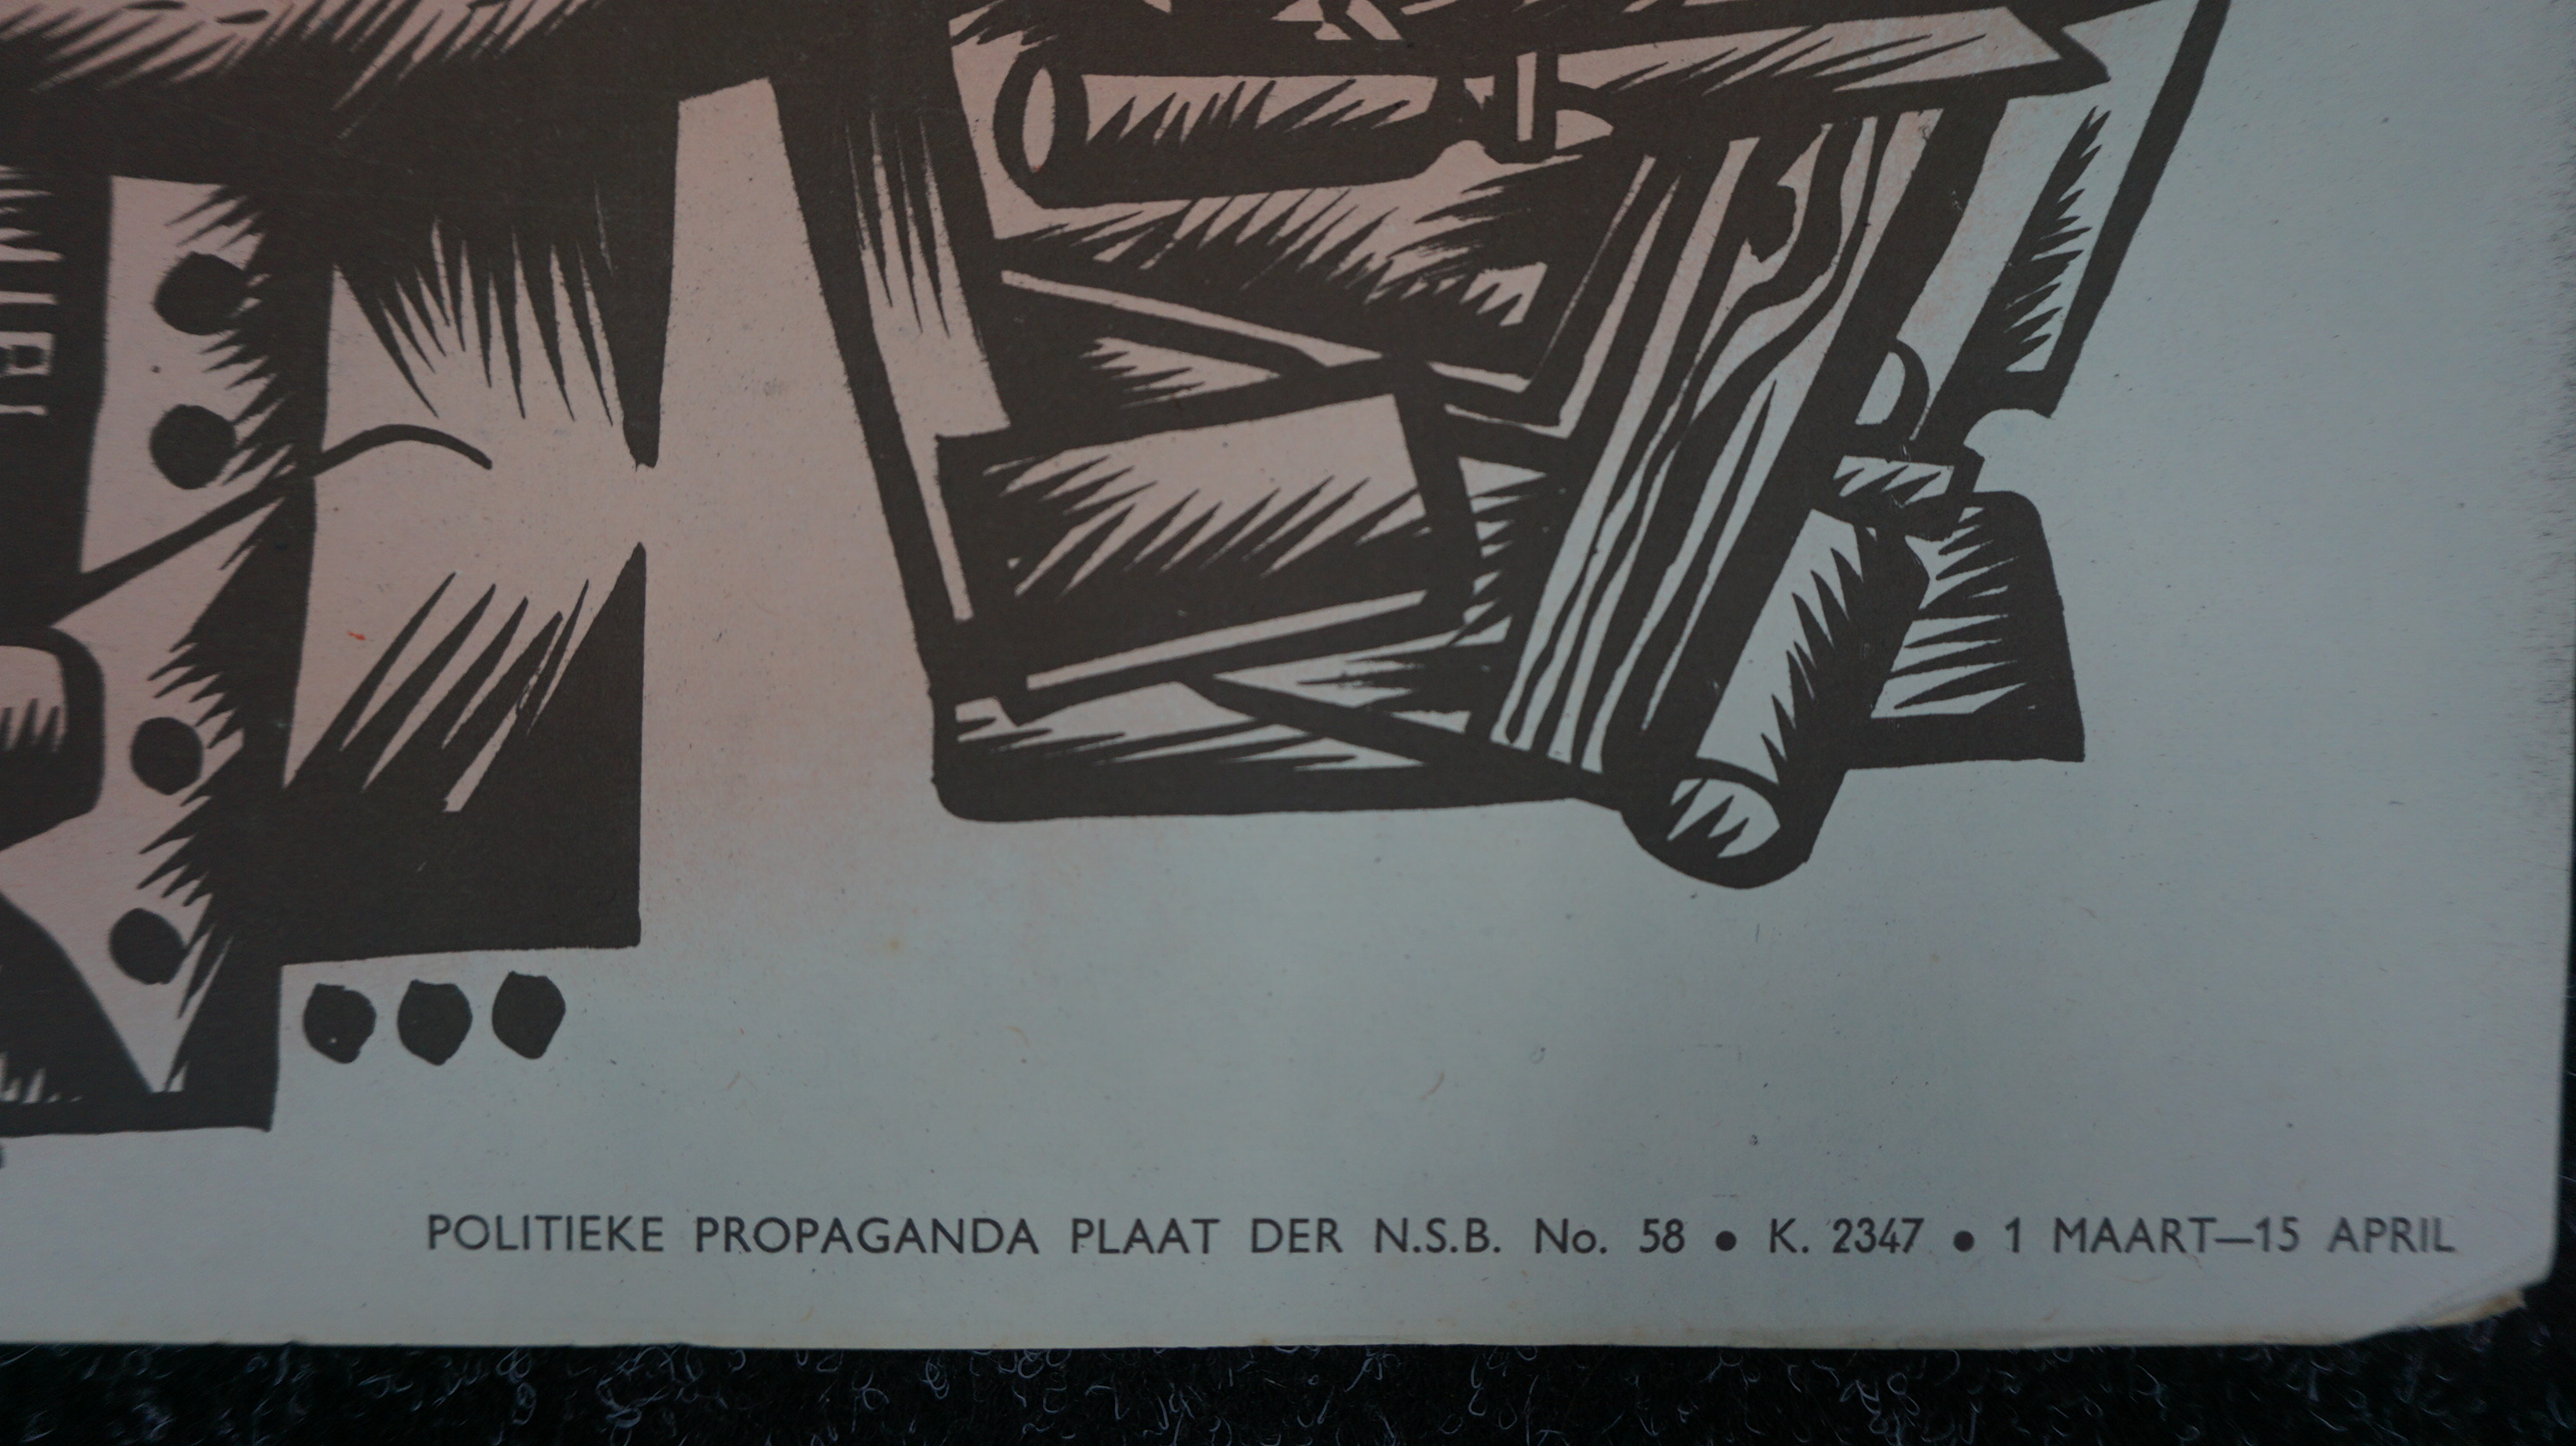 POLITIEKE PROPAGANDA PLAAT DER N.S.B. No. 58 ● K. 2347 ● 1 MAART—15 APRIL